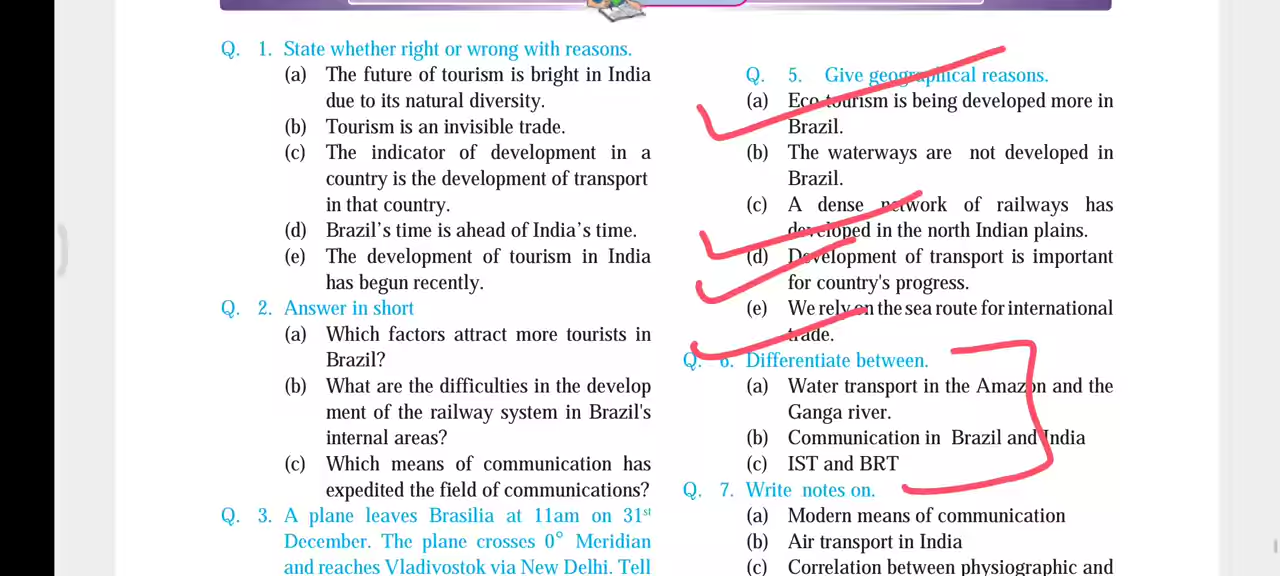 Q. 1. State whether right or wrong with reasons.
(a) The future of tourism is bright in India
due to its natural diversity.
(b) Tourism is an invisible trade.
(c) The indicator of development in a
country is the development of transport
in that country.
(d) Brazil’s time is ahead of India’s time.
(e) The development of tourism in India
has begun recently.
Q. 2. Answer in short
(a) Which factors attract more tourists in
Brazil?
(b) What are the difficulties in the develop
ment of the railway system in Brazil's
internal areas?
(c) Which means of communication has
expedited the field of communications?
Q. 3. A plane leaves Brasilia at 11am on 31st
December. The plane crosses 0° Meridian
and reaches Vladivostok via New Delhi. Tell
Q. 5. Give geographical reasons.
(a) Eco-tourism is being developed more in
Brazil.
(b) The waterways are not developed in
Brazil.
(c) A dense network of railways has
developed in the north Indian plains.
(d) Development of transport is important
for country's progress.
(e) We rely on the sea route for international
trade.
Q. 6. Differentiate between.
(a) Water transport in the Amazon and the
Ganga river.
(b) Communication in Brazil and India
(c) IST and BRT
Q. 7. Write notes on.
(a) Modern means of communication
(b) Air transport in India
(c) Correlation between physiographic and